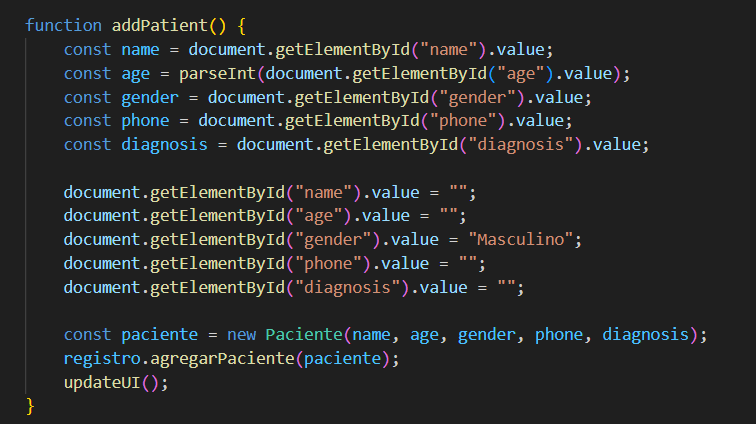 function addPatient() {
    const name = document.getElementById("name").value;
    const age = parseInt(document.getElementById("age").value);
    const gender = document.getElementById("gender").value;
    const phone = document.getElementById("phone").value;
    const diagnosis = document.getElementById("diagnosis").value;

    document.getElementById("name").value = "";
    document.getElementById("age").value = "";
    document.getElementById("gender").value = "Masculino";
    document.getElementById("phone").value = "";
    document.getElementById("diagnosis").value = "";

    const paciente = new Paciente(name, age, gender, phone, diagnosis);
    registro.agregarPaciente(paciente);
    updateUI();
}